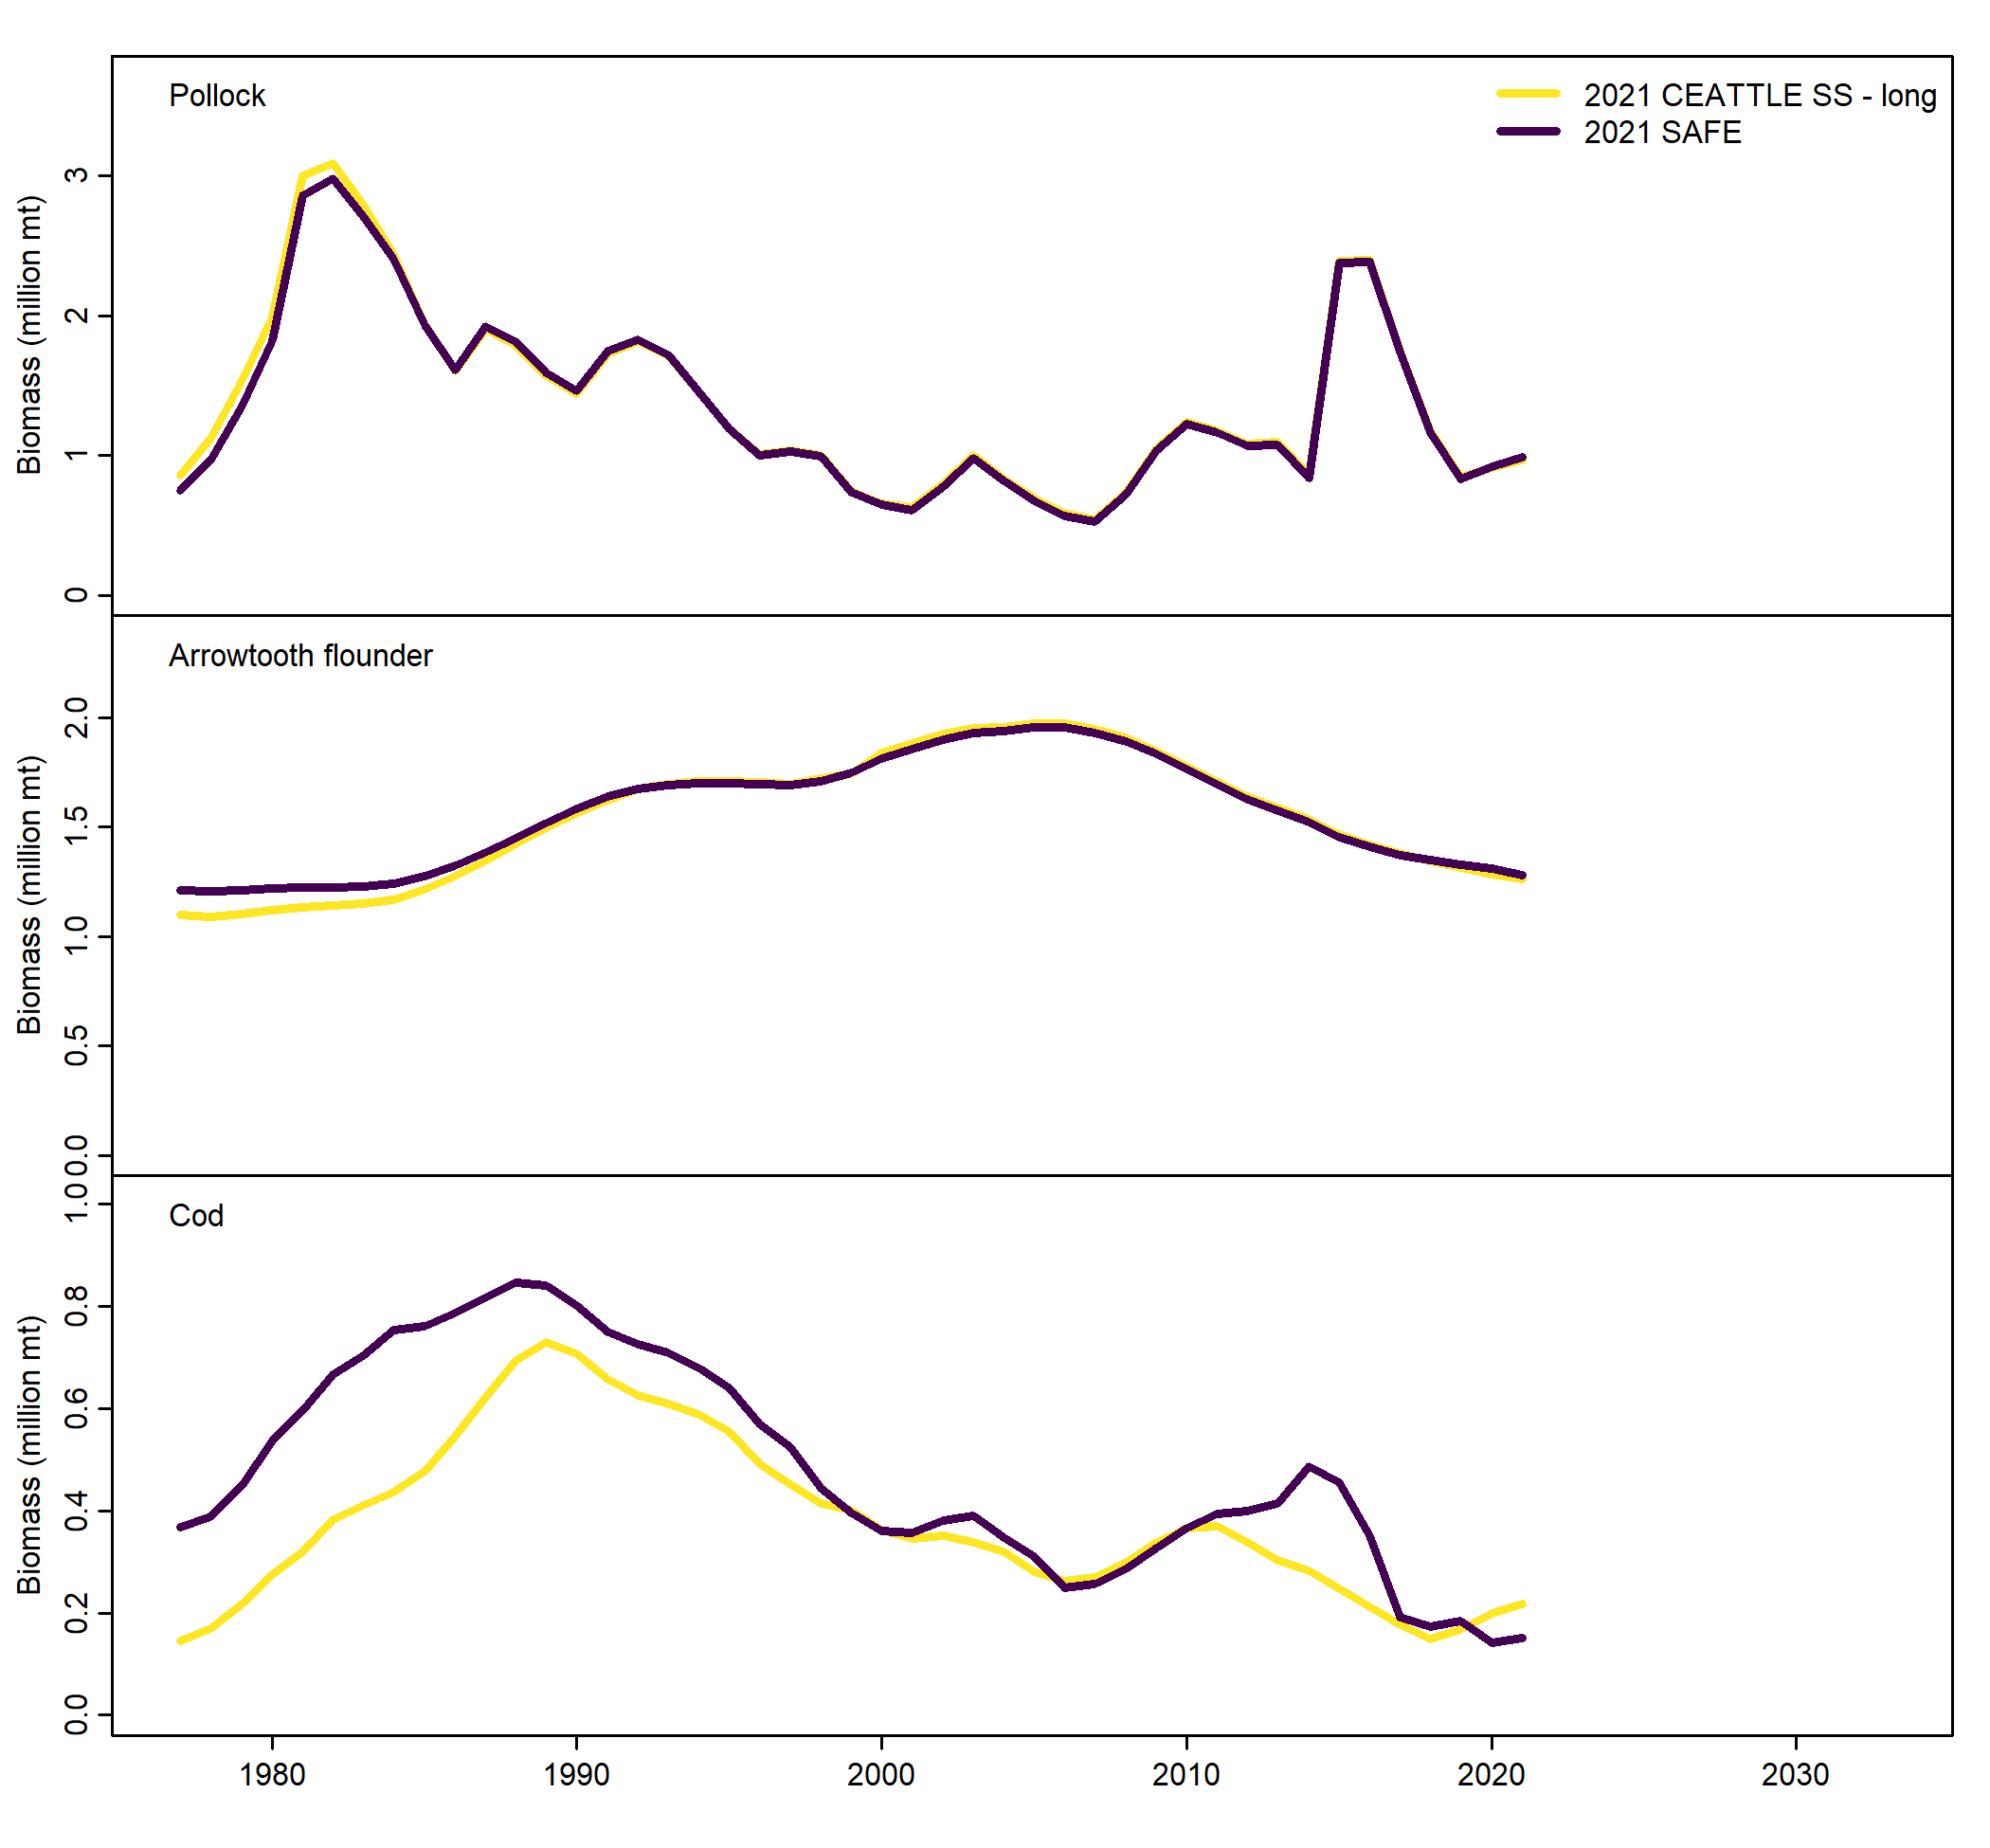 Pollock
2021 CEATTLE SS - long
2021 SAFE
Biomass (million mt)
3
2
1
0
Arrowtooth flounder
Biomass (million mt)
2.0
1.5
1.0
0.5
0.0
Cod
Biomass (million mt)
1.0
0.8
0.6
0.4
0.2
0.0
1980 1990 2000 2010 2020 2030